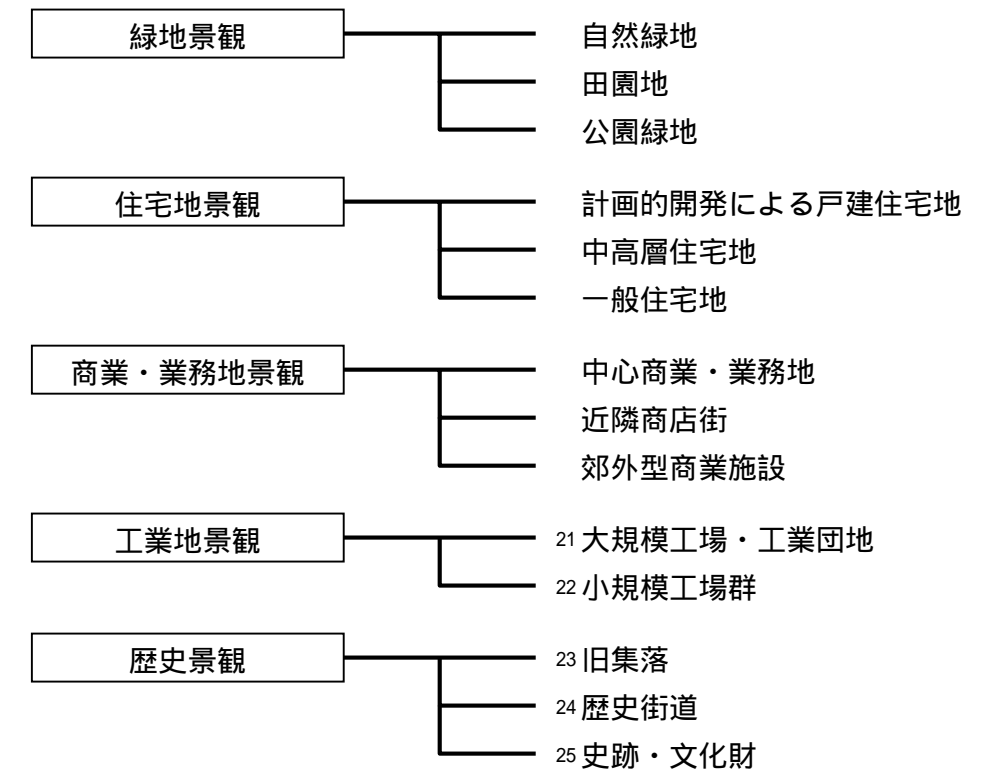 緑地景観
自然緑地
田園地
公園緑地
住宅地景観
計画的開発による戸建住宅地
中高層住宅地
一般住宅地
商業・業務地景観
中心商業・業務地
近隣商店街
郊外型商業施設
工業地景観
21 大規模工場・工業団地
22 小規模工場群
歴史景観
23 旧集落
24 歴史街道
25 史跡・文化財